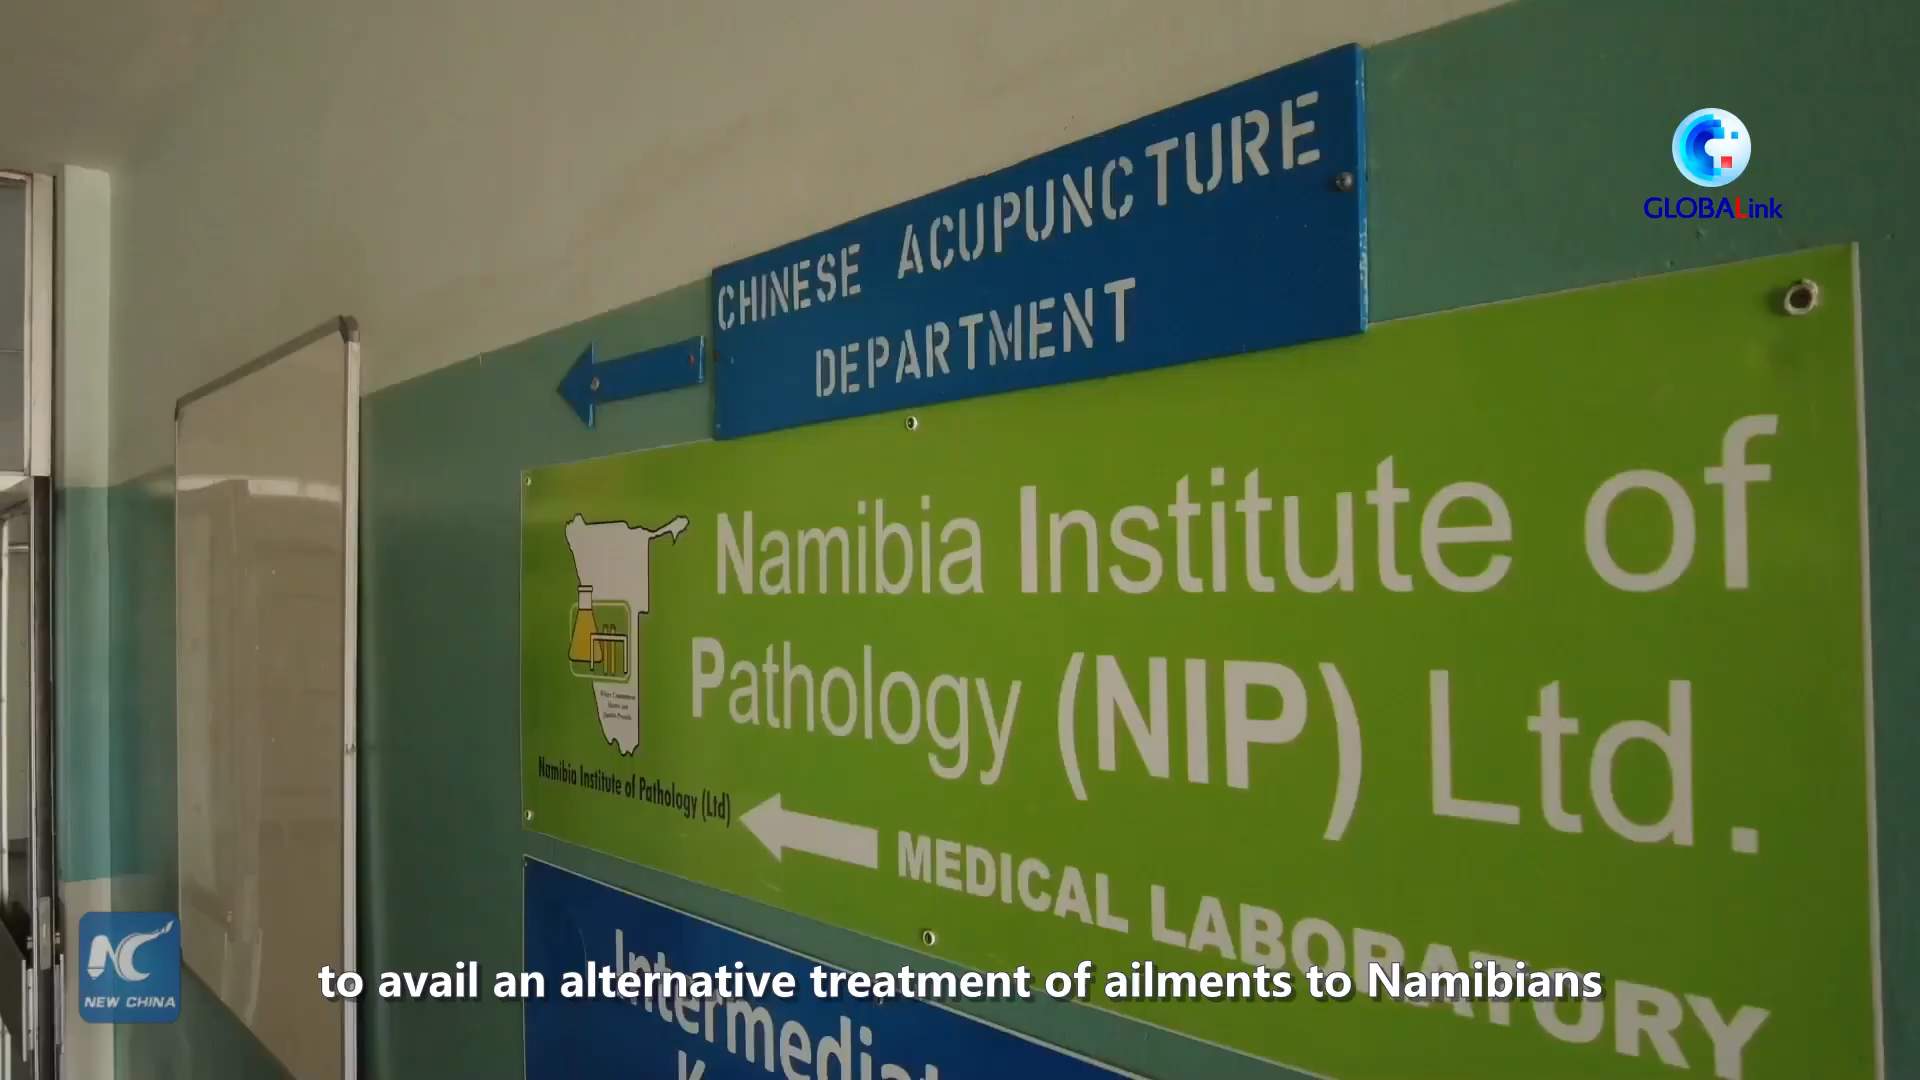 GLOBALink
CHINESE ACUPUNCTURE
DEPARTMENT
Namibia Institute of
Pathology (NIP) Ltd.
Namibia Institute of Pathology (Ltd)
MEDICAL LABORATORY
NC
NEW CHINA
to avail an alternative treatment of ailments to Namibians